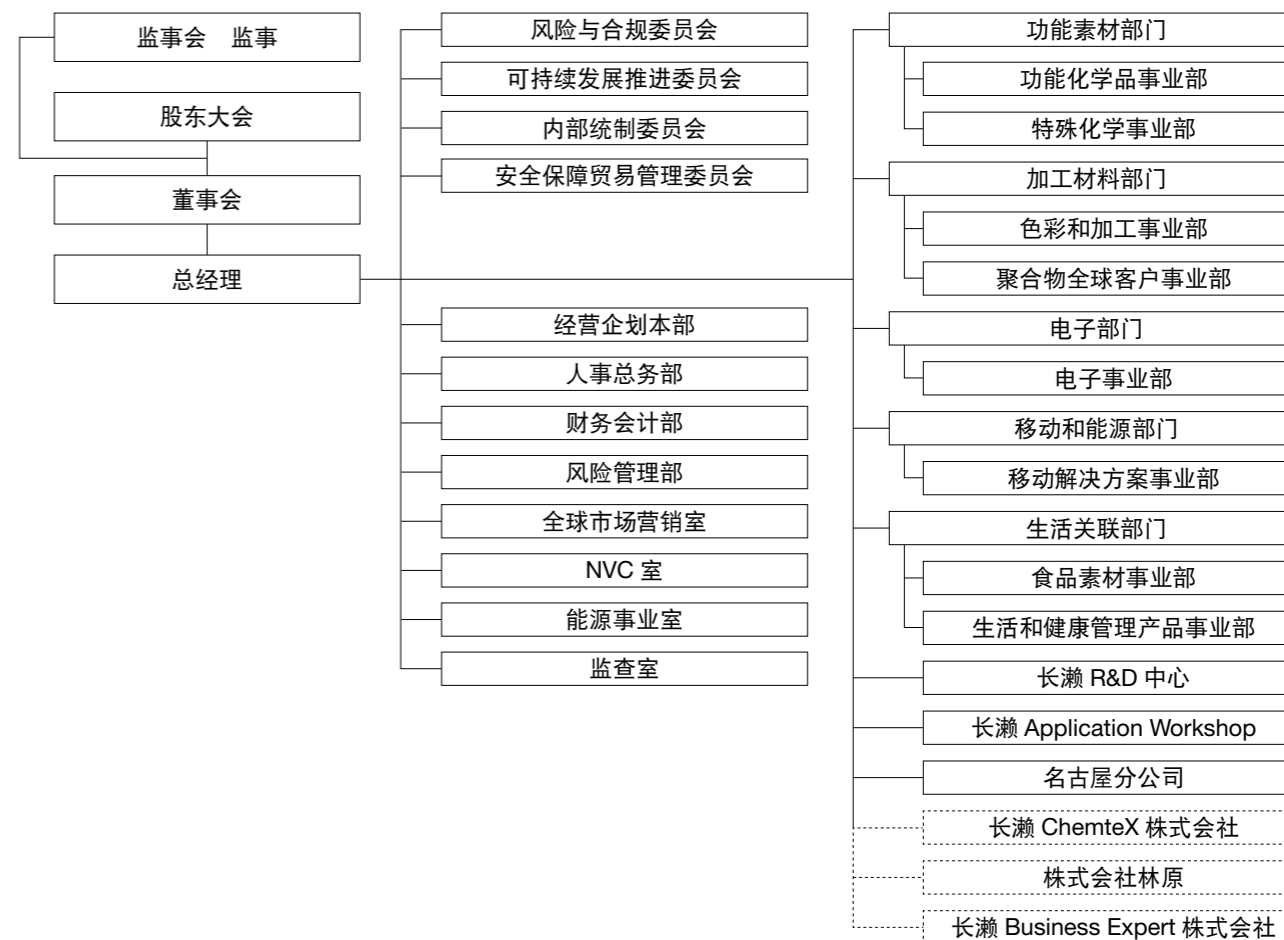 监事会　监事
股东大会
董事会
总经理
风险与合规委员会
可持续发展推进委员会
内部统制委员会
安全保障贸易管理委员会
经营企划本部
人事总务部
财务会计部
风险管理部
全球市场营销室
NVC 室
能源事业室
监查室
功能素材部门
功能化学品事业部
特殊化学事业部
加工材料部门
色彩和加工事业部
聚合物全球客户事业部
电子部门
电子事业部
移动和能源部门
移动解决方案事业部
生活关联部门
食品素材事业部
生活和健康管理产品事业部
长濑 R&D 中心
长濑 Application Workshop
名古屋分公司
长濑 ChemteX 株式会社
株式会社林原
长濑 Business Expert 株式会社